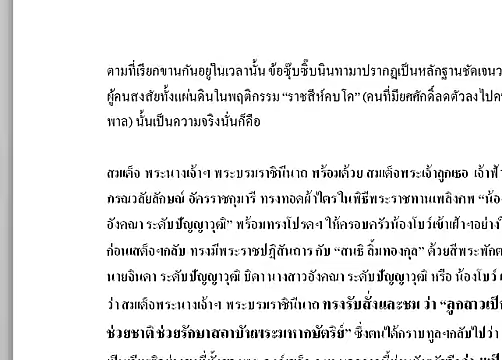 ตามที่เรียกขานกันอยู่ในเวลานั้น ข้อซุ๊บซิ๊บนินทามาปรากฏเป็นหลักฐานชัดเจนว
กู้คนสงสัยทั้งแผ่นดินในพฤติกรรม “ราชสีห์คบโค” (คนที่มียศศักดิ์ลดตัวลงไปค
พาล) นั้นเป็นความจริงนั่นก็คือ
สมเด็จ พระนางเจ้าฯ พระบรมราชินีนาถ พร้อมด้วย สมเด็จพระเจ้าลูกเธอ เจ้าฟ้
ภรณวลัยลักษณ์ อัครราชกุมารี ทรงทอดผ้าไตรในพิธีพระราชทานเพลิงศพ “น้อ
อังคณา ระดับปัญญาวุฒิ” พร้อมทรงโปรดฯ ให้ครอบครัวน้องโบว์เข้าเฝ้าฯอย่าง
ก่อนเสด็จฯกลับ ทรงมีพระราชปฏิสันถาร กับ “สนธิ ลิ้มทองกุล” ด้วยสีพระพักต
นายจินดา ระดับปัญญาวุฒิ บิดา นางสาวอังคณา ระดับปัญญาวุฒิ หรือ น้องโบว์
ว่า สมเด็จพระนางเจ้าฯ พระบรมราชินีนาถ ทรงรับสั่งและชม ว่า “ลูกสาวเป็
ช่วยชาติ ช่วยรักษาสถาบันพระมหากษัตริย์” ซึ่งตนได้กราบทูลฯกลับไปว่า